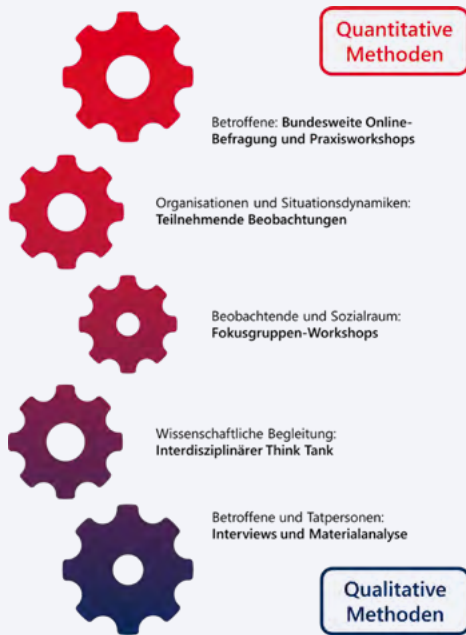 Quantitative
Methoden
Betroffene: Bundesweite Online-
Befragung und Praxisworkshops
Organisationen und Situationsdynamiken:
Teilnehmende Beobachtungen
Beobachtende und Sozialraum:
Fokusgruppen-Workshops
Wissenschaftliche Begleitung:
Interdisziplinärer Think Tank
Betroffene und Tatpersonen:
Interviews und Materialanalyse
Qualitative
Methoden